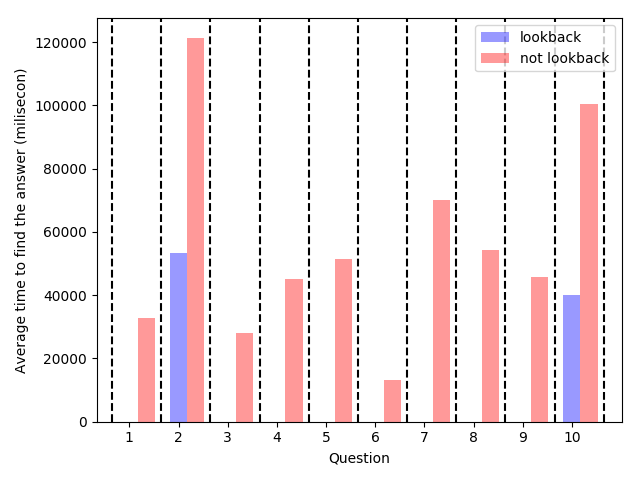 lookback
not lookback
120000
100000
80000
60000
40000
20000
0
Average time to find the answer (milisecon)
1 2 3 4 5 6 7 8 9 10
Question